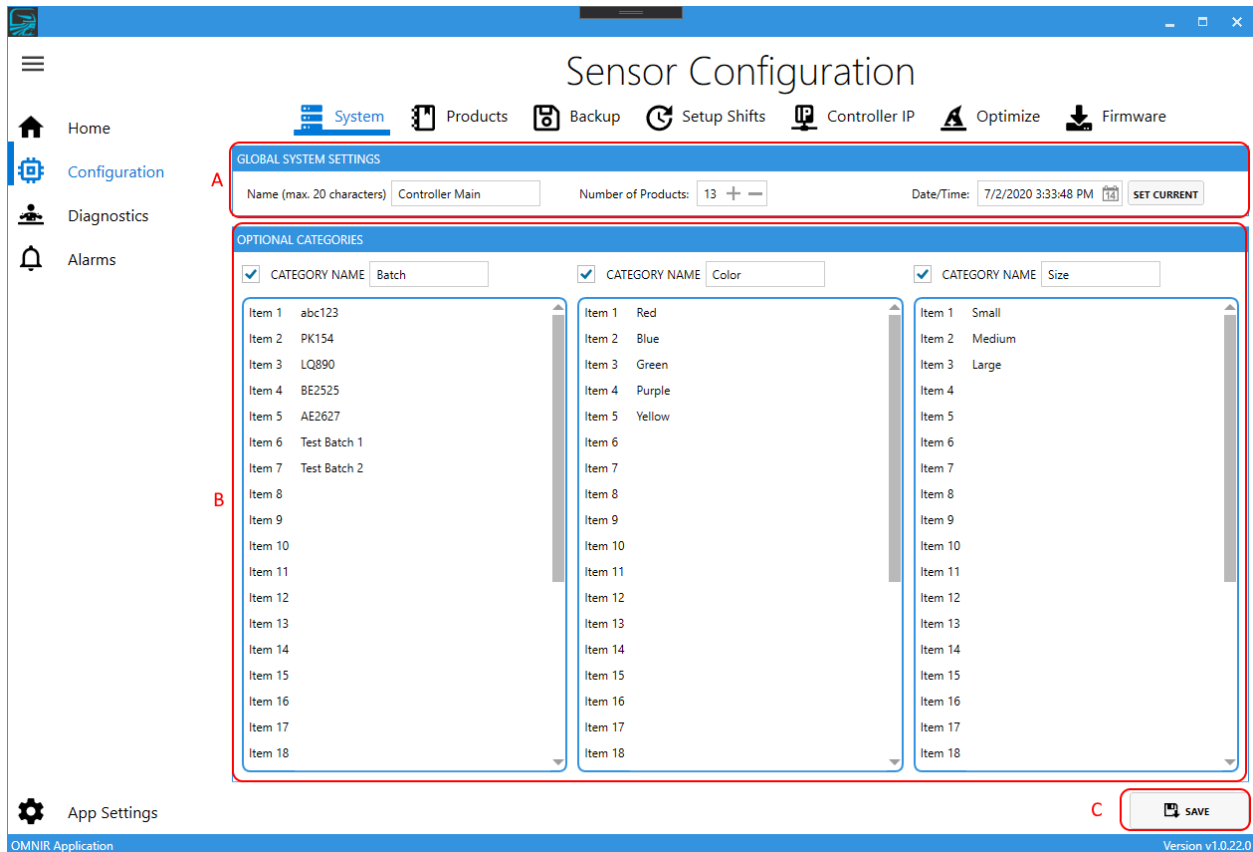 Sensor Configuration
System Products Backup Setup Shifts Controller IP Optimize Firmware
Home
Configuration
Diagnostics
Alarms
A
GLOBAL SYSTEM SETTINGS
Name (max. 20 characters) Controller Main Number of Products: 13 Date/Time: 7/2/2020 3:33:48 PM 14 SET CURRENT
B
OPTIONAL CATEGORIES
CATEGORY NAME Batch CATEGORY NAME Color CATEGORY NAME Size
Item 1 abc123 Item 1 Red Item 1 Small
Item 2 PK154 Item 2 Blue Item 2 Medium
Item 3 LQ890 Item 3 Green Item 3 Large
Item 4 BE2525 Item 4 Purple Item 4
Item 5 AE2627 Item 5 Yellow Item 5
Item 6 Test Batch 1 Item 6 Item 6
Item 7 Test Batch 2 Item 7 Item 7
Item 8 Item 8 Item 8
Item 9 Item 9 Item 9
Item 10 Item 10 Item 10
Item 11 Item 11 Item 11
Item 12 Item 12 Item 12
Item 13 Item 13 Item 13
Item 14 Item 14 Item 14
Item 15 Item 15 Item 15
Item 16 Item 16 Item 16
Item 17 Item 17 Item 17
Item 18 Item 18 Item 18
App Settings
C SAVE
OMNIR Application Version v1.0.22.0